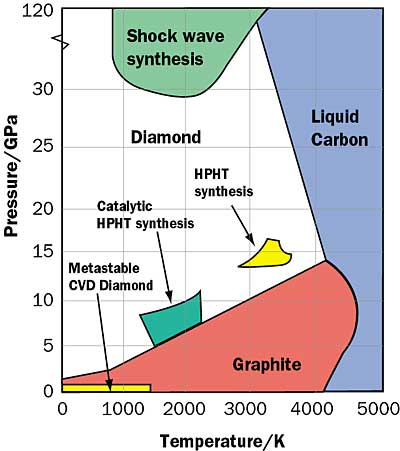 120
Shock wave
synthesis
30
Liquid
Carbon
Diamond
25
HPHT
synthesis
Catalytic
HPHT synthesis
20
15
Metastable
CVD Diamond
10
5
Graphite
0
0 1000 2000 3000 4000 5000
Temperature/K
Pressure/GPa